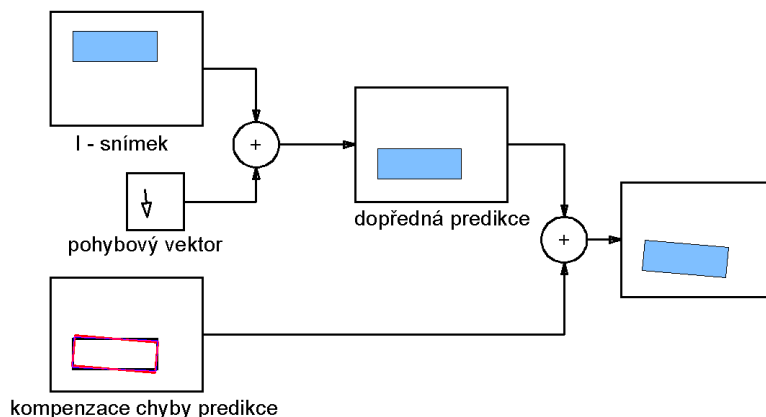 I - snímek
+
pohybový vektor
dopředná predikce
+
kompenzace chyby predikce